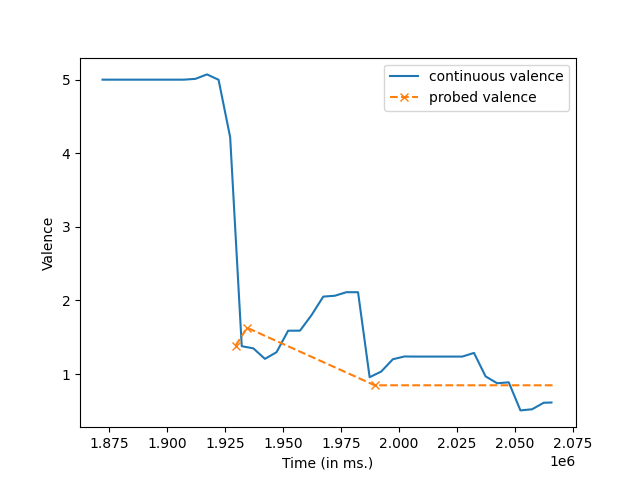 continuous valence
probed valence
Valence
5
4
3
2
1
1.875
1.900
1.925
1.950
1.975
2.000
2.025
2.050
2.075
1e6
Time (in ms.)